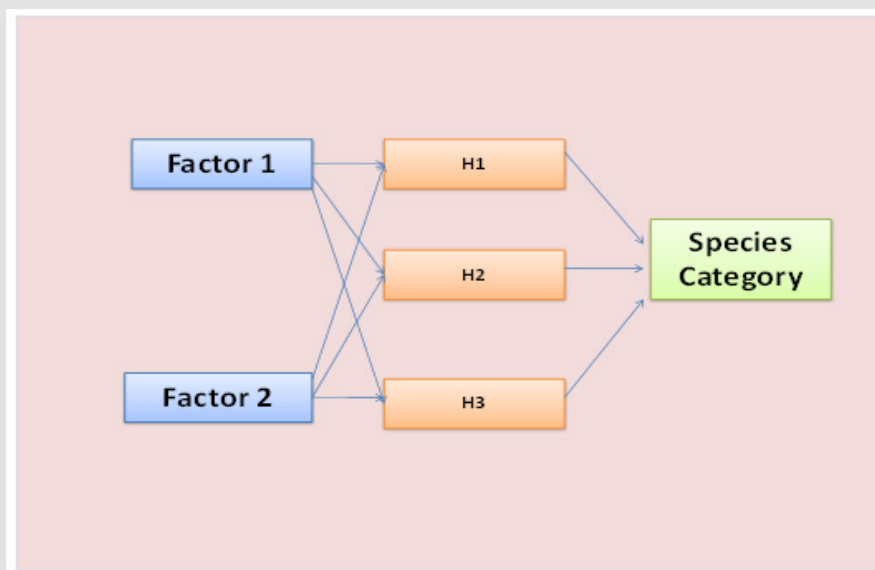 Factor 1
H1
Species
Category
H2
Factor 2
H3